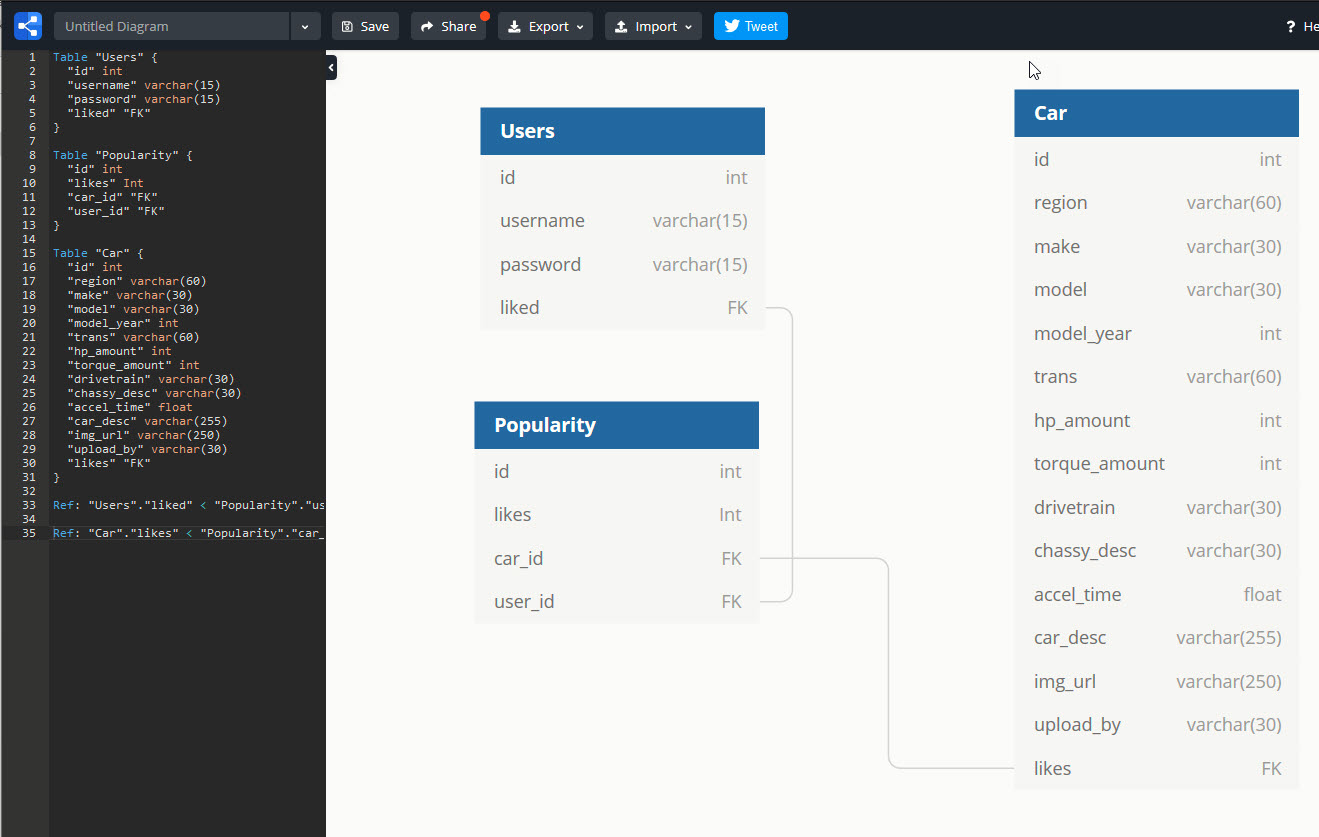 Untitled Diagram
Save
Share
Export
Import
Tweet
? He
1 Table "Users" {
2 "id" int
3 "username" varchar(15)
4 "password" varchar(15)
5 "liked" "FK"
6 }
7
8 Table "Popularity" {
9 "id" int
10 "likes" Int
11 "car_id" "FK"
12 "user_id" "FK"
13 }
14
15 Table "Car" {
16 "id" int
17 "region" varchar(60)
18 "make" varchar(30)
19 "model" varchar(30)
20 "model_year" int
21 "trans" varchar(60)
22 "hp_amount" int
23 "torque_amount" int
24 "drivetrain" varchar(30)
25 "chassy_desc" varchar(30)
26 "accel_time" float
27 "car_desc" varchar(255)
28 "img_url" varchar(250)
29 "upload_by" varchar(30)
30 "likes" "FK"
31 }
32
33 Ref: "Users"."liked" < "Popularity"."us
34
35 Ref: "Car"."likes" < "Popularity"."car_
Users
id int
username varchar(15)
password varchar(15)
liked FK
Popularity
id int
likes Int
car_id FK
user_id FK
Car
id int
region varchar(60)
make varchar(30)
model varchar(30)
model_year int
trans varchar(60)
hp_amount int
torque_amount int
drivetrain varchar(30)
chassy_desc varchar(30)
accel_time float
car_desc varchar(255)
img_url varchar(250)
upload_by varchar(30)
likes FK